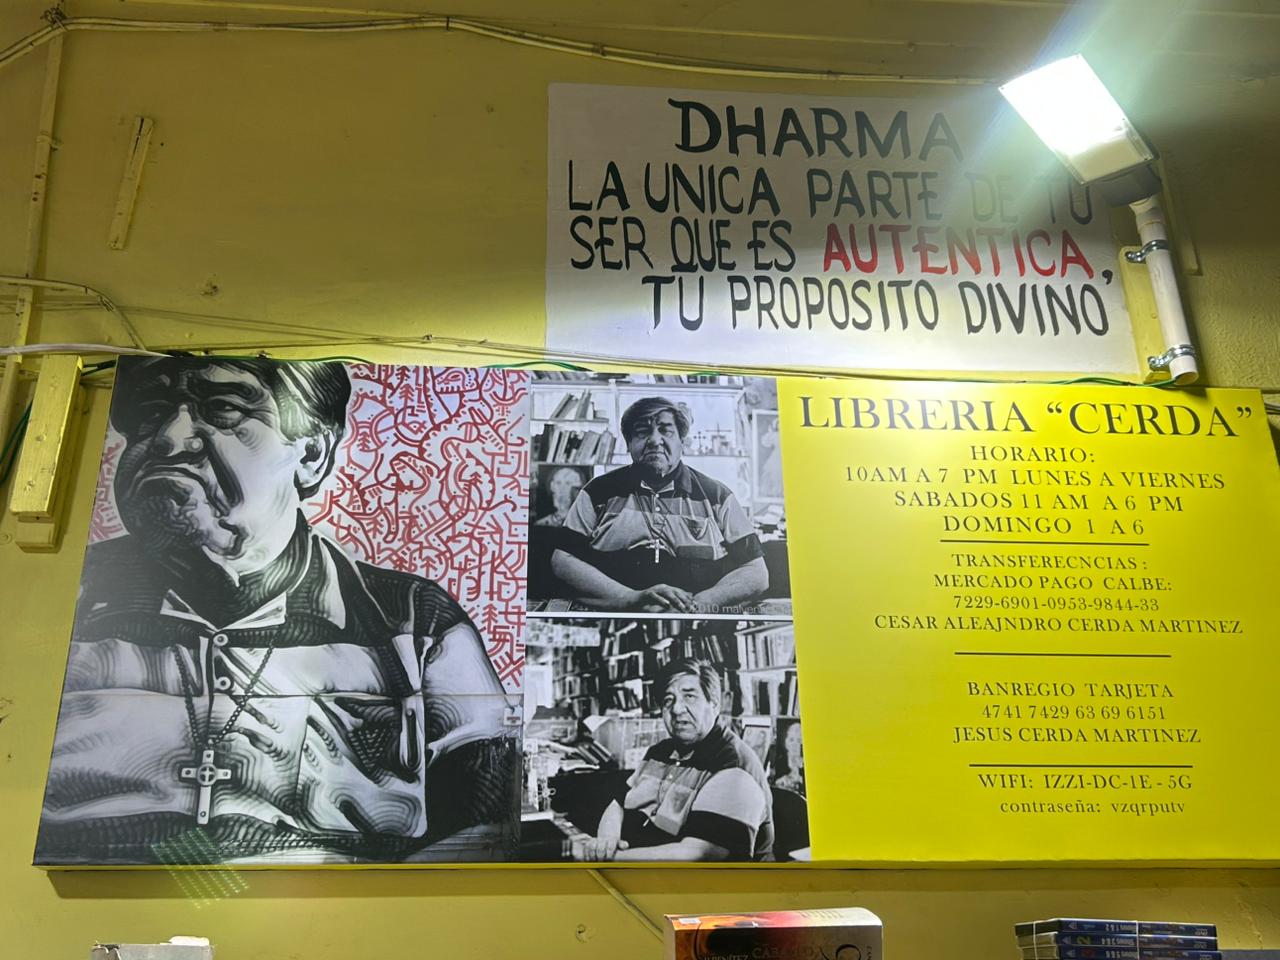 DHARMA
LA UNICA PARTE DE TU
SER QUE ES AUTENTICA,
TU PROPOSITO DIVINO
LIBRERIA “CERDA”
HORARIO:
10AM A 7 PM LUNES A VIERNES
SABADOS 11 AM A 6 PM
DOMINGO 1 A 6
TRANSFERECNCIAS :
MERCADO PAGO CALBE:
7229-6901-0953-9844-33
CESAR ALEAJNDRO CERDA MARTINEZ
BANREGIO TARJETA
4741 7429 63 69 6151
JESUS CERDA MARTINEZ
WIFI: IZZI-DC-1E - 5G
contraseña: vzqrputv